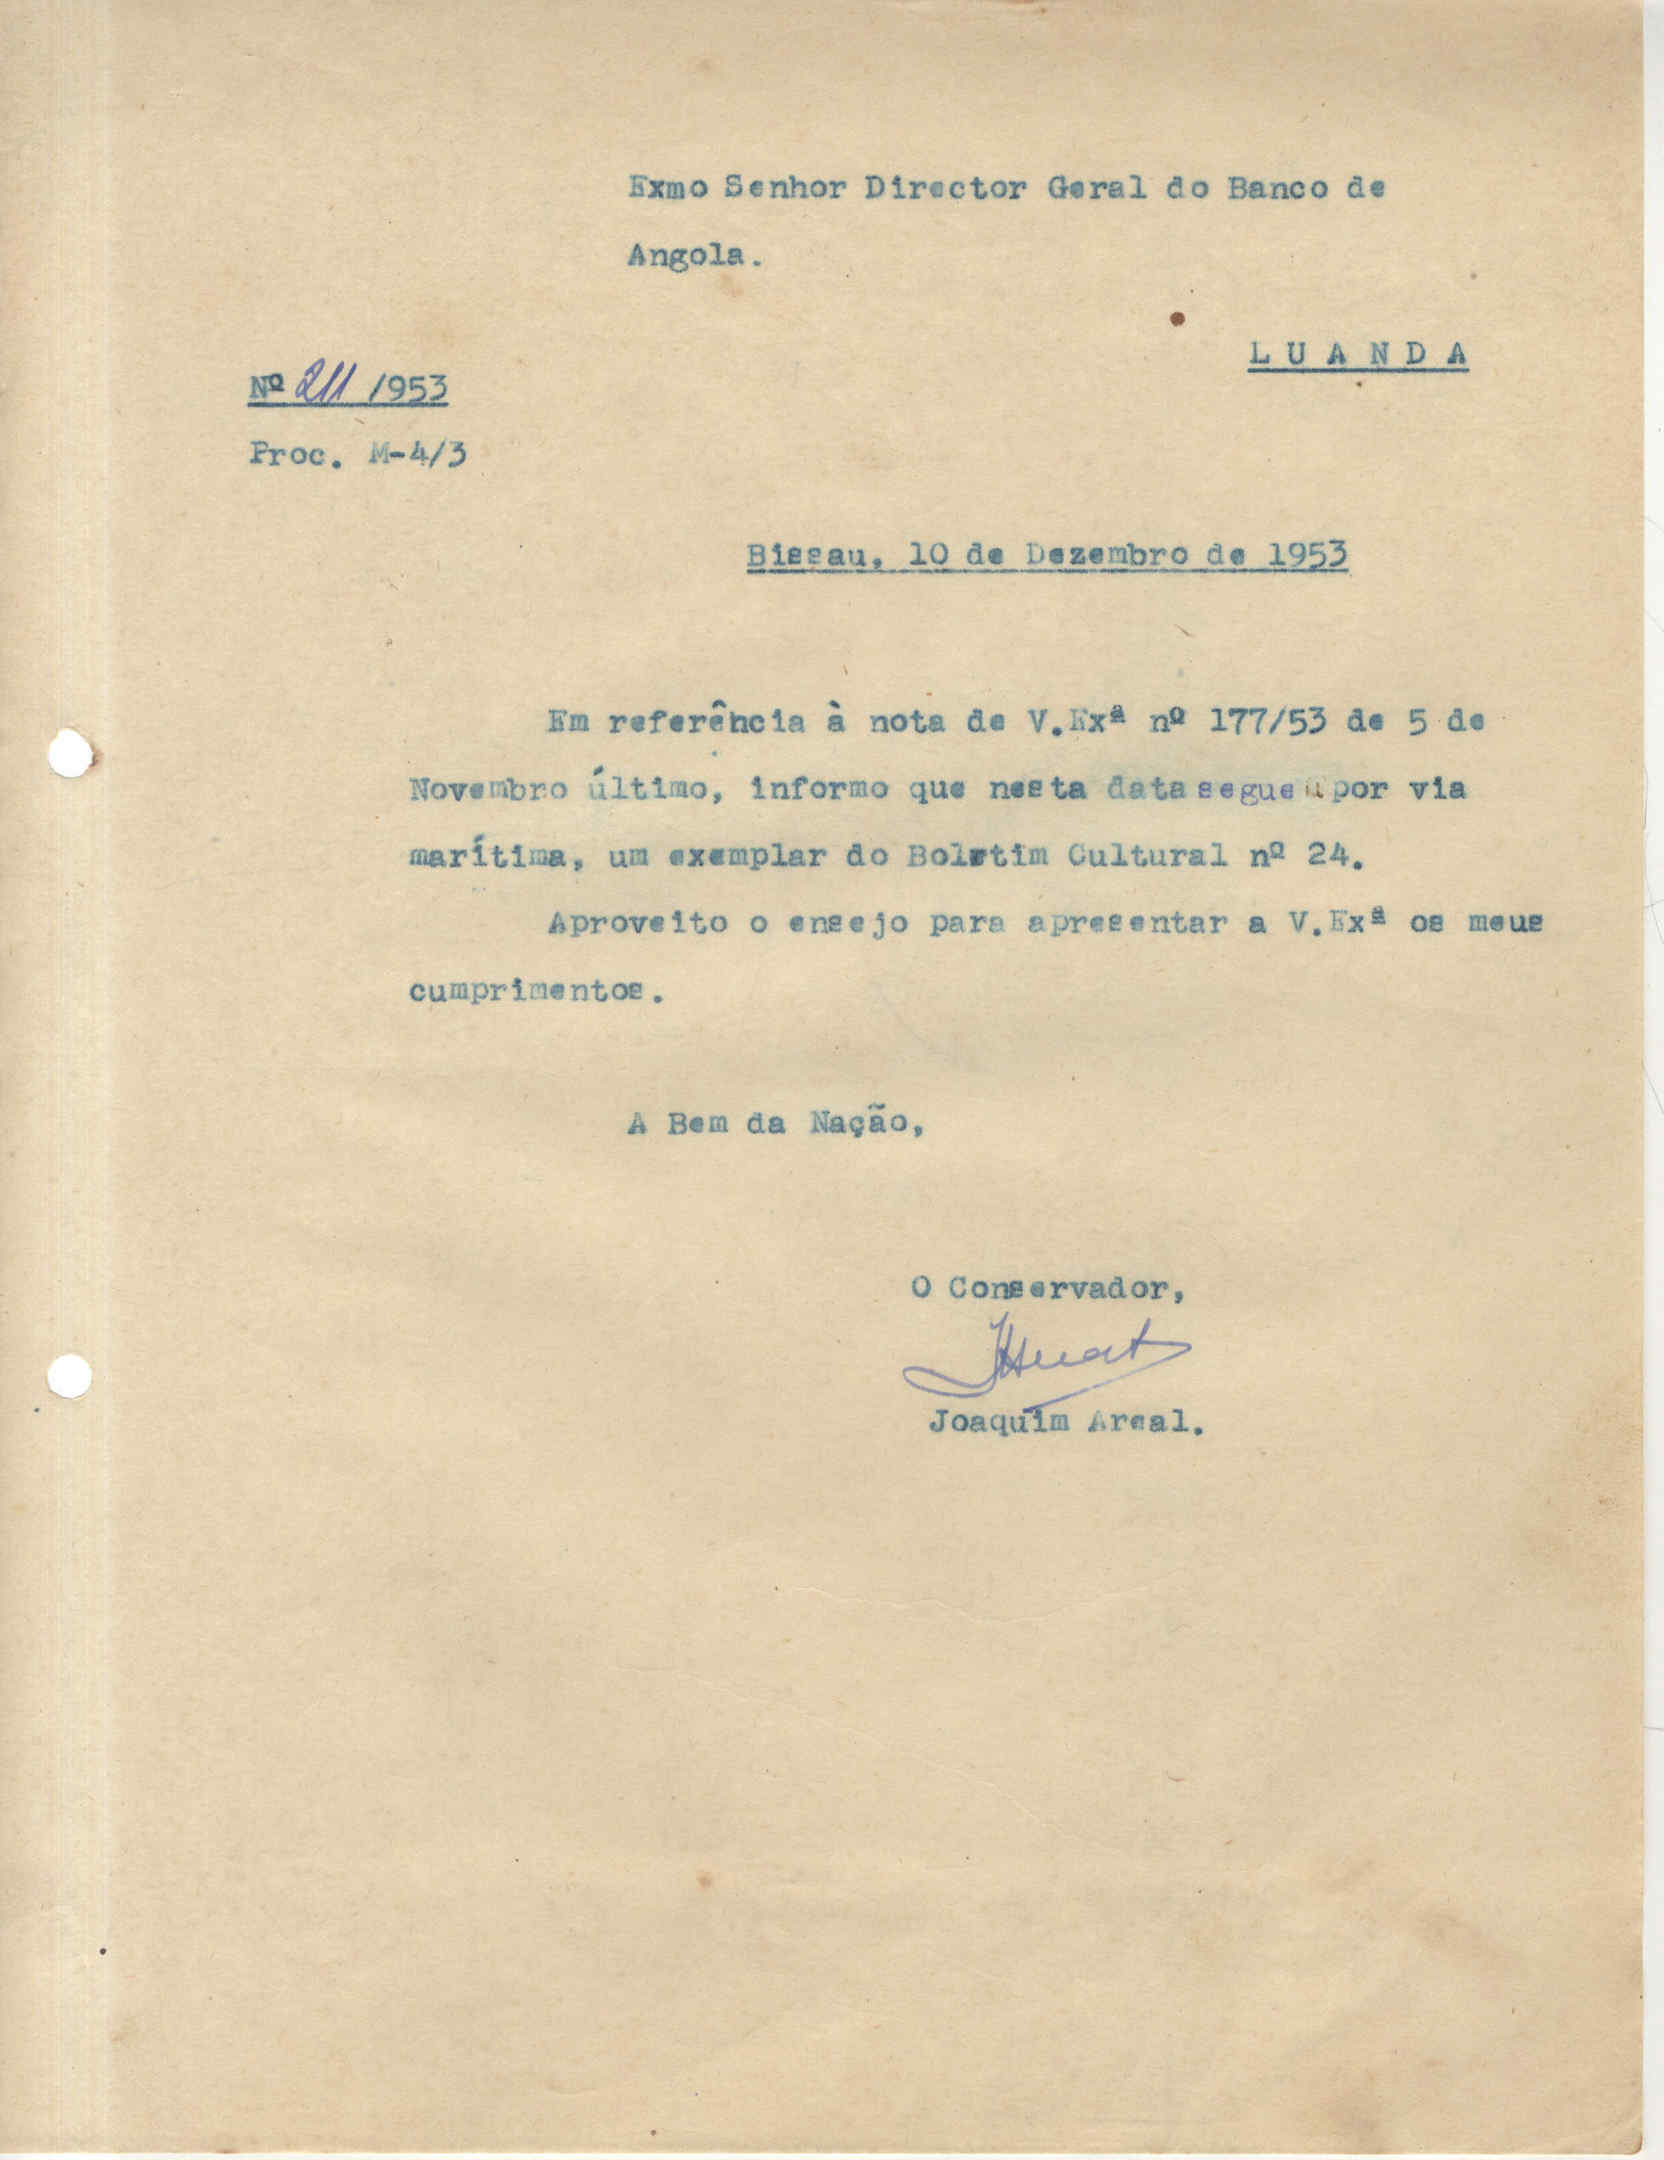 Exmo Senhor Director Geral do Banco de
Angola.
L U A N D A
Nº 211 /953
Proc. M-4/3
Bissau, 10 de Dezembro de 1953
Em referência à nota de V.Exª nº 177/53 de 5 de
Novembro último, informo que nesta data segue por via
marítima, um exemplar do Boletim Cultural nº 24.
Aproveito o ensejo para apresentar a V.Exª os meus
cumprimentos.
A Bem da Nação,
O Conservador,
Joaquim Areal.